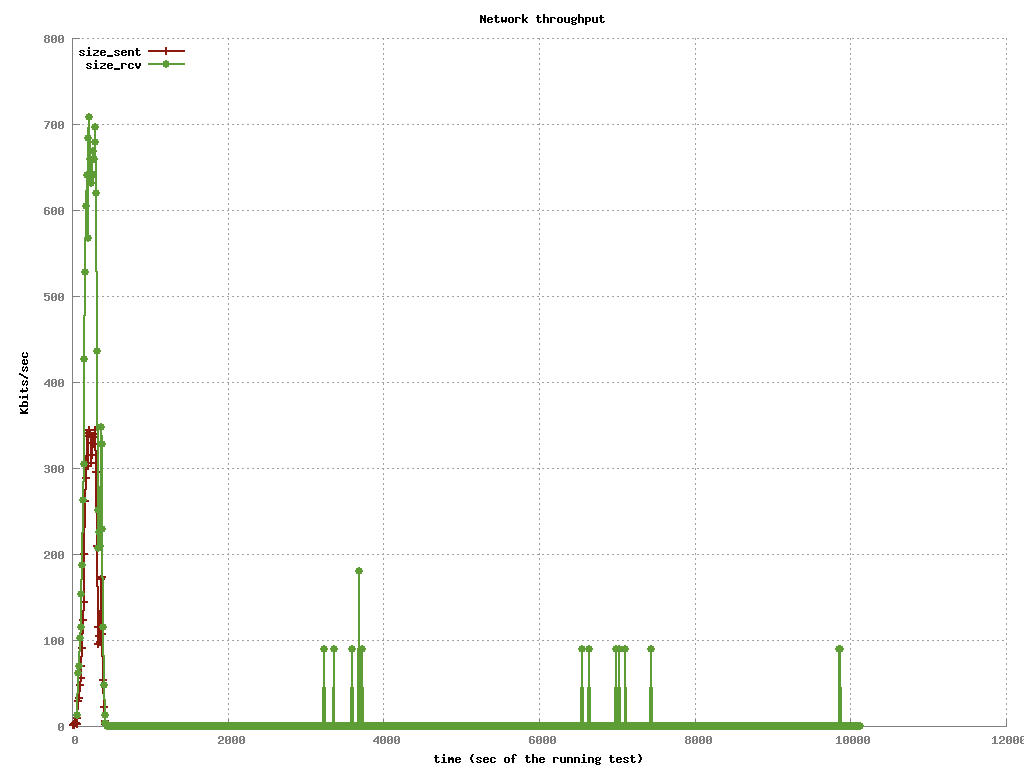 Network throughput
800
700
600
500
400
300
200
100
0
size_sent
size_rcv
Kbits/sec
0 2000 4000 6000 8000 10000 12000
time (sec of the running test)